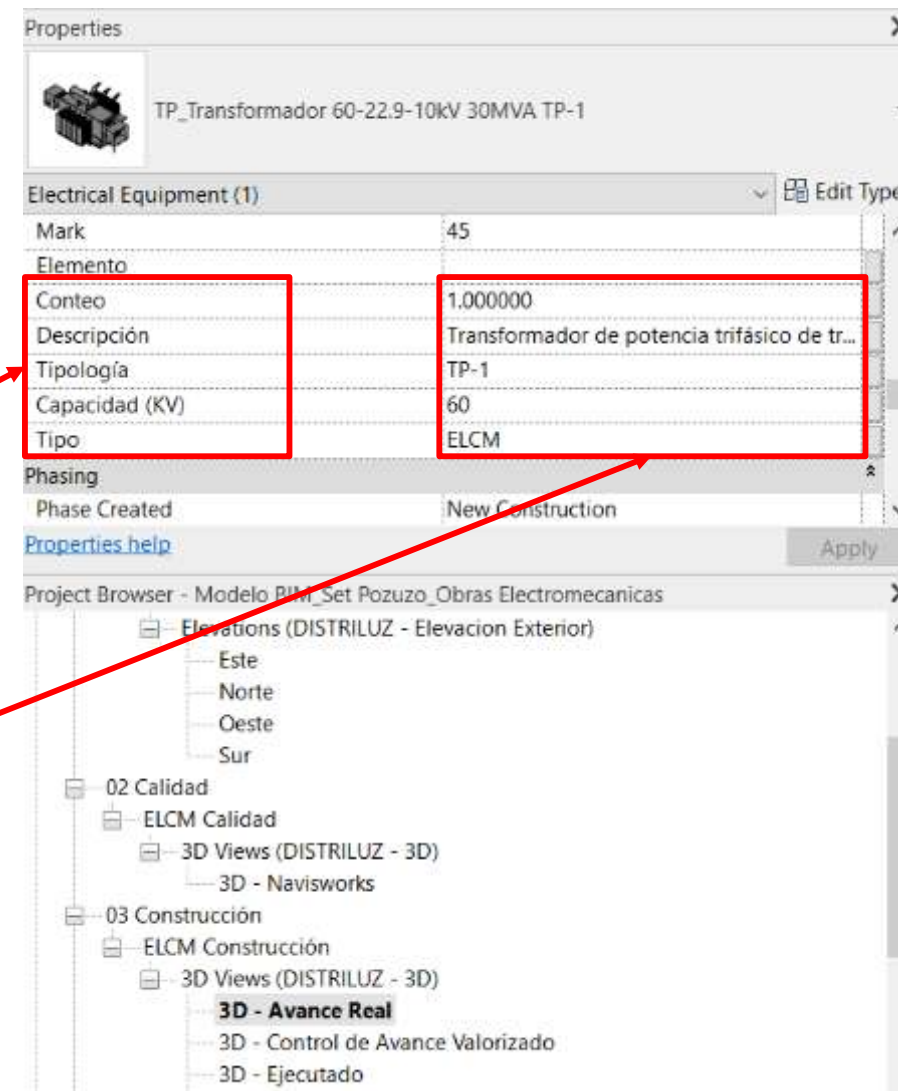 Properties
TP_Transformador 60-22.9-10kV 30MVA TP-1
Electrical Equipment (1) Edit Type
Mark 45
Elemento
Conteo 1.000000
Descripción Transformador de potencia trifásico de tr...
Tipología TP-1
Capacidad (KV) 60
Tipo ELCM
Phasing
Phase Created New Construction
Properties help Apply
Project Browser - Modelo BIM_Set Pozuzo_Obras Electromecanicas
Elevations (DISTRILUZ - Elevacion Exterior)
Este
Norte
Oeste
Sur
02 Calidad
ELCM Calidad
3D Views (DISTRILUZ - 3D)
3D - Navisworks
03 Construcción
ELCM Construcción
3D Views (DISTRILUZ - 3D)
3D - Avance Real
3D - Control de Avance Valorizado
3D - Ejecutado